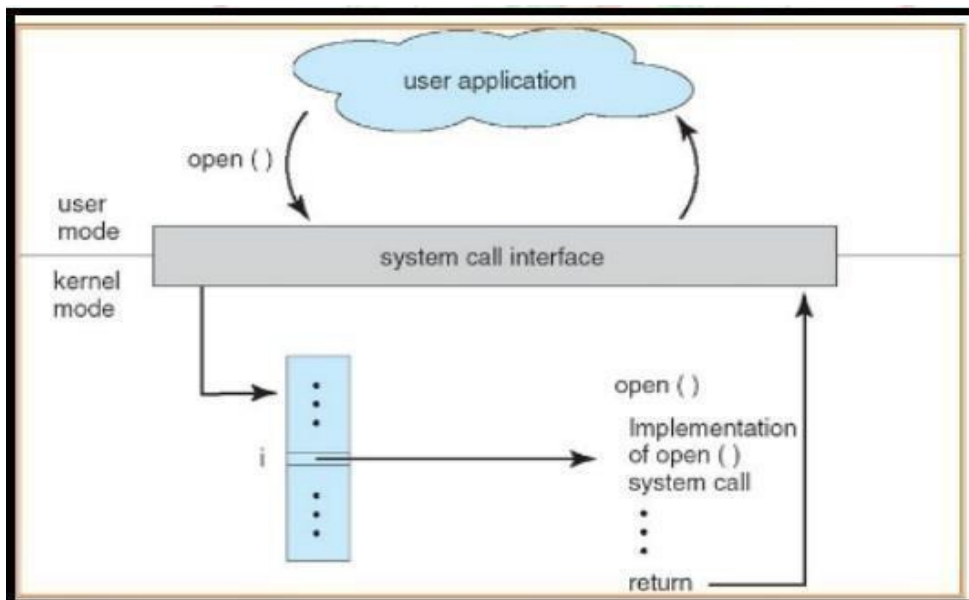 user application
open ( )
user
mode
system call interface
kernel
mode
open ( )
i
Implementation
of open ( )
system call
return